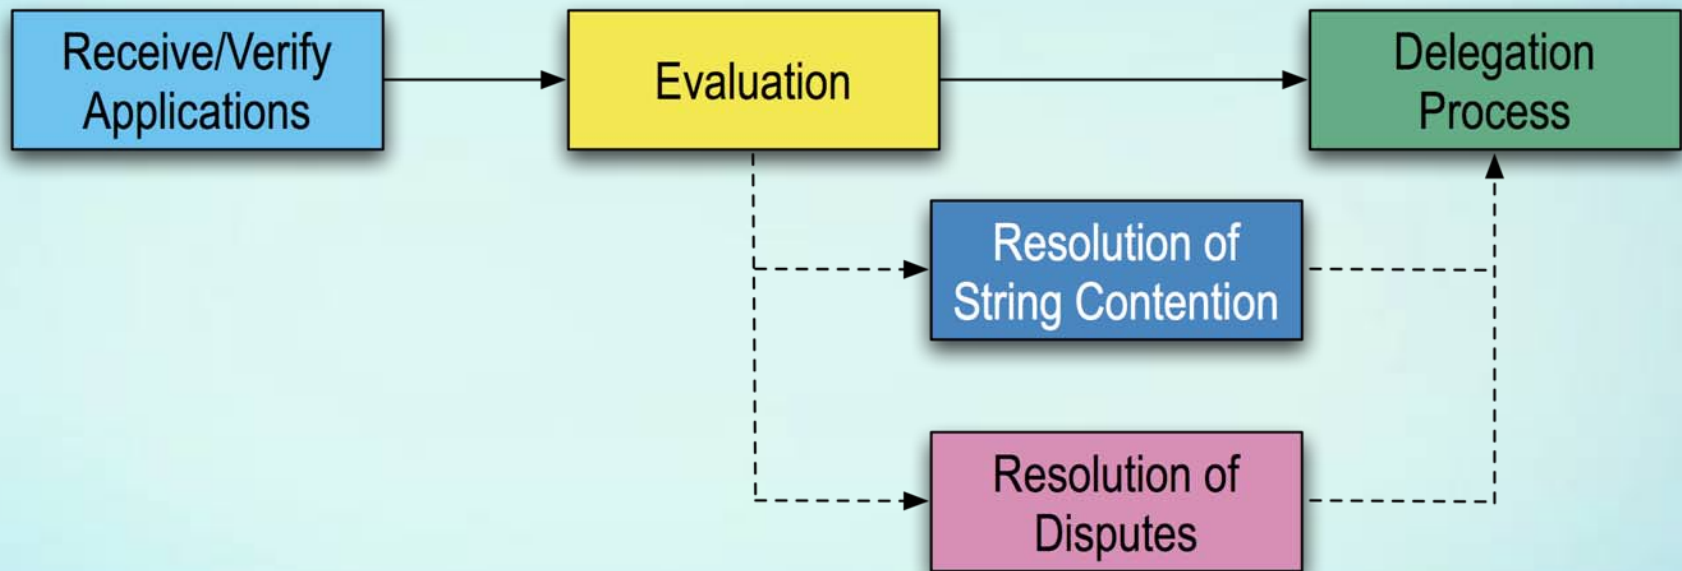 Receive/Verify
Applications
Evaluation
Delegation
Process
Resolution of
String Contention
Resolution of
Disputes